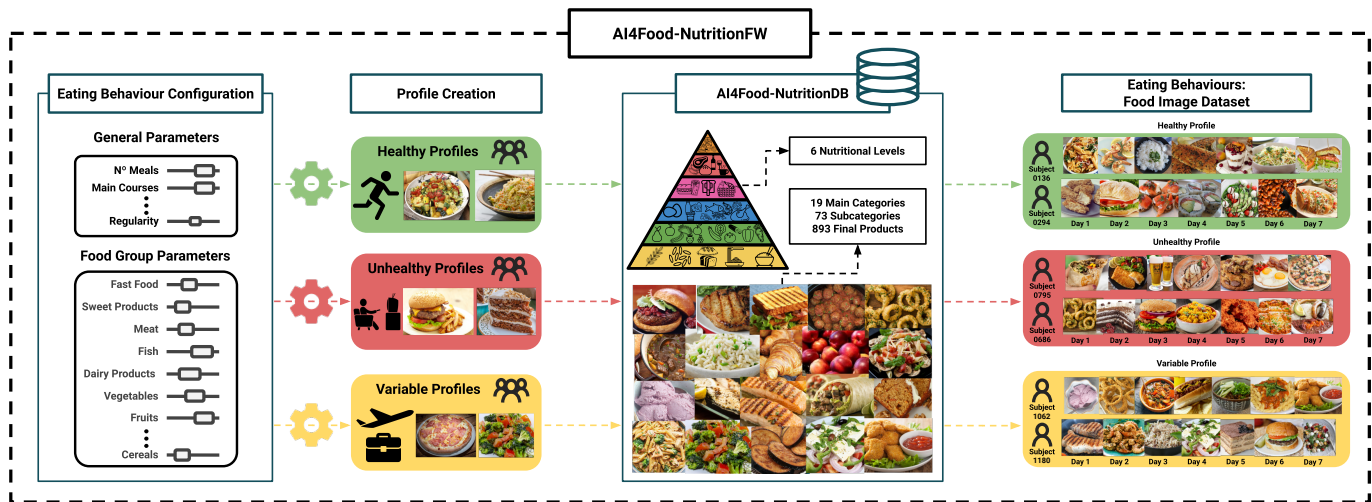 AI4Food-NutritionFW
Eating Behaviour Configuration
General Parameters
Nº Meals
Main Courses
Regularity
Food Group Parameters
Fast Food
Sweet Products
Meat
Fish
Dairy Products
Vegetables
Fruits
Cereals
Profile Creation
Healthy Profiles
Unhealthy Profiles
Variable Profiles
AI4Food-NutritionDB
6 Nutritional Levels
19 Main Categories
73 Subcategories
893 Final Products
Eating Behaviours:
Food Image Dataset
Healthy Profile
Subject
0136
Subject
0294
Day 1 Day 2 Day 3 Day 4 Day 5 Day 6 Day 7
Unhealthy Profile
Subject
0795
Subject
0686
Day 1 Day 2 Day 3 Day 4 Day 5 Day 6 Day 7
Variable Profile
Subject
1062
Subject
1180
Day 1 Day 2 Day 3 Day 4 Day 5 Day 6 Day 7